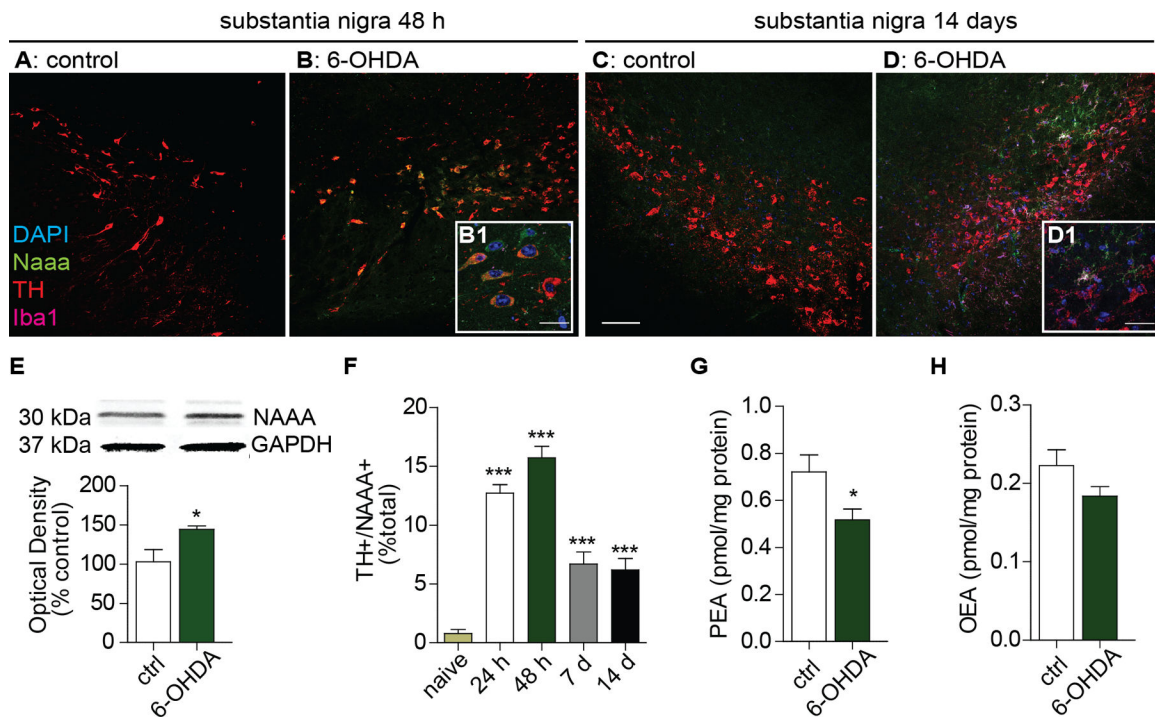 substantia nigra 48 h
substantia nigra 14 days
A: control
B: 6-OHDA
C: control
D: 6-OHDA
DAPI
Naaa
TH
Iba1
B1
D1
E
30 kDa
NAAA
37 kDa
GAPDH
Optical Density
(% control)
200
150
100
50
0
ctrl
6-OHDA
*
F
TH+/NAAA+
(%total)
20
15
10
5
0
naive
24 h
48 h
7 d
14 d
***
***
***
***
G
PEA (pmol/mg protein)
1.0
0.8
0.6
0.4
0.2
0.0
ctrl
6-OHDA
*
H
OEA (pmol/mg protein)
0.3
0.2
0.1
0.0
ctrl
6-OHDA